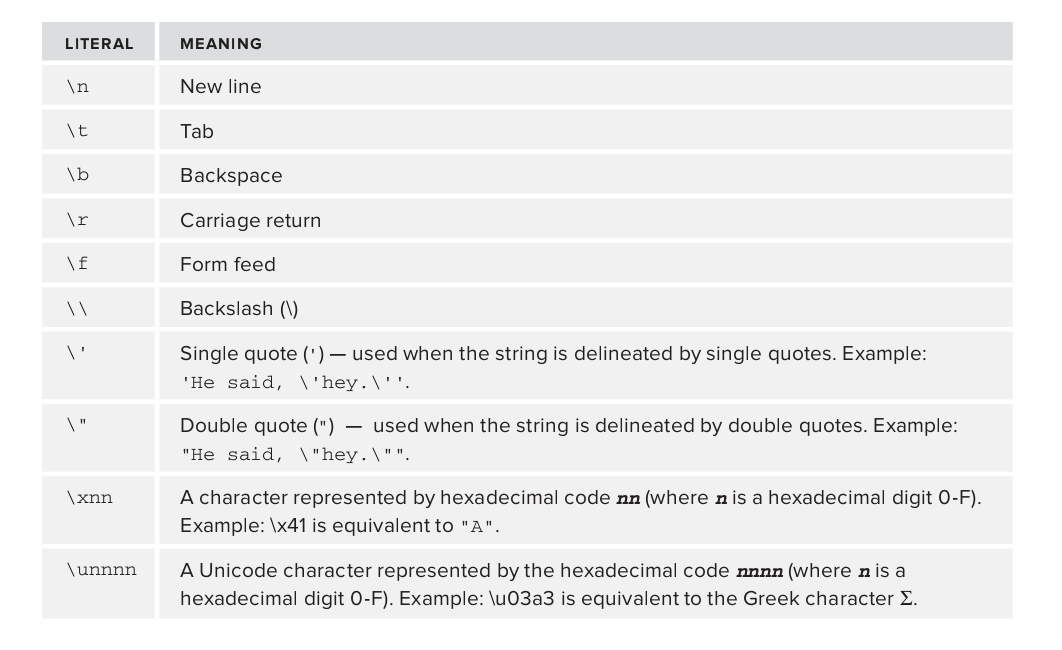 LITERAL MEANING
\n New line
\t Tab
\b Backspace
\r Carriage return
\f Form feed
\\ Backslash (\)
\' Single quote (') — used when the string is delineated by single quotes. Example:
'He said, \'hey.\''.
\" Double quote (") — used when the string is delineated by double quotes. Example:
"He said, \"hey.\"".
\xnn A character represented by hexadecimal code nn (where n is a hexadecimal digit 0-F).
Example: \x41 is equivalent to "A".
\unnnn A Unicode character represented by the hexadecimal code nnnn (where n is a
hexadecimal digit 0-F). Example: \u03a3 is equivalent to the Greek character Σ.